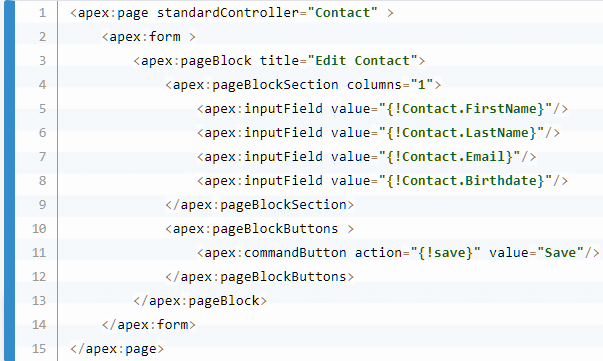 1 <apex:page standardController="Contact" >
2 <apex:form >
3 <apex:pageBlock title="Edit Contact">
4 <apex:pageBlockSection columns="1">
5 <apex:inputField value="{!Contact.FirstName}"/>
6 <apex:inputField value="{!Contact.LastName}"/>
7 <apex:inputField value="{!Contact.Email}"/>
8 <apex:inputField value="{!Contact.Birthdate}"/>
9 </apex:pageBlockSection>
10 <apex:pageBlockButtons >
11 <apex:commandButton action="{!save}" value="Save"/>
12 </apex:pageBlockButtons>
13 </apex:pageBlock>
14 </apex:form>
15 </apex:page>